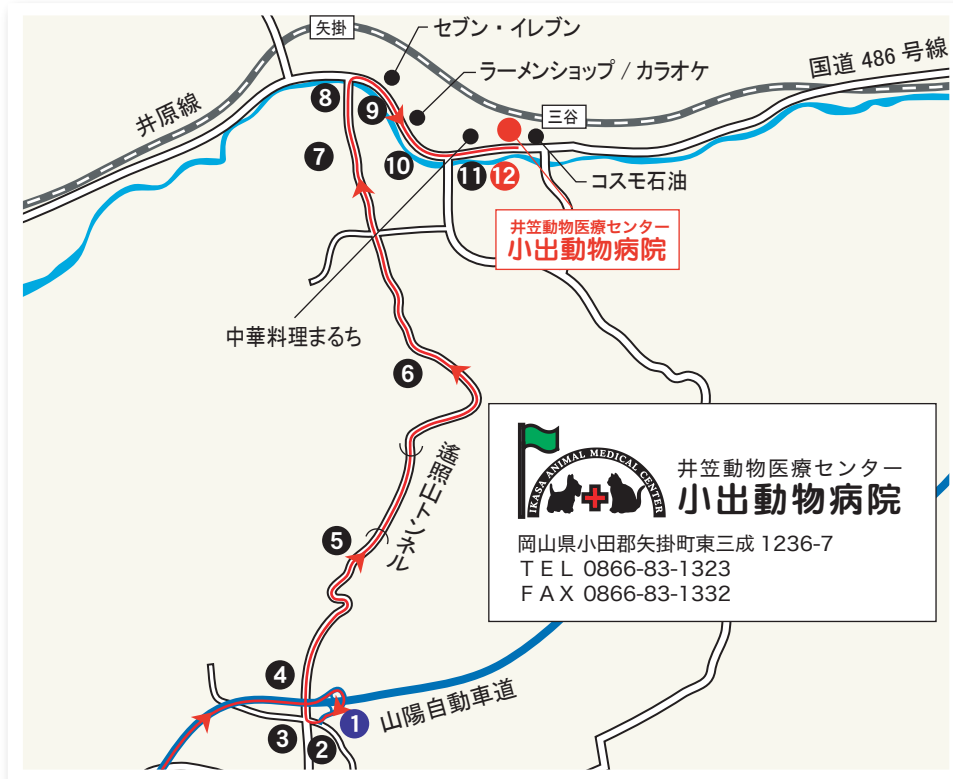 矢掛
セブン・イレブン
ラーメンショップ / カラオケ
国道 486 号線
井原線
三谷
8
9
7
10
11
12
コスモ石油
井笠動物医療センター
小出動物病院
中華料理まるち
6
遙照山トンネル
5
IKASA ANIMAL MEDICAL CENTER
井笠動物医療センター
小出動物病院
岡山県小田郡矢掛町東三成 1236-7
TEL 0866-83-1323
FAX 0866-83-1332
4
山陽自動車道
1
3
2